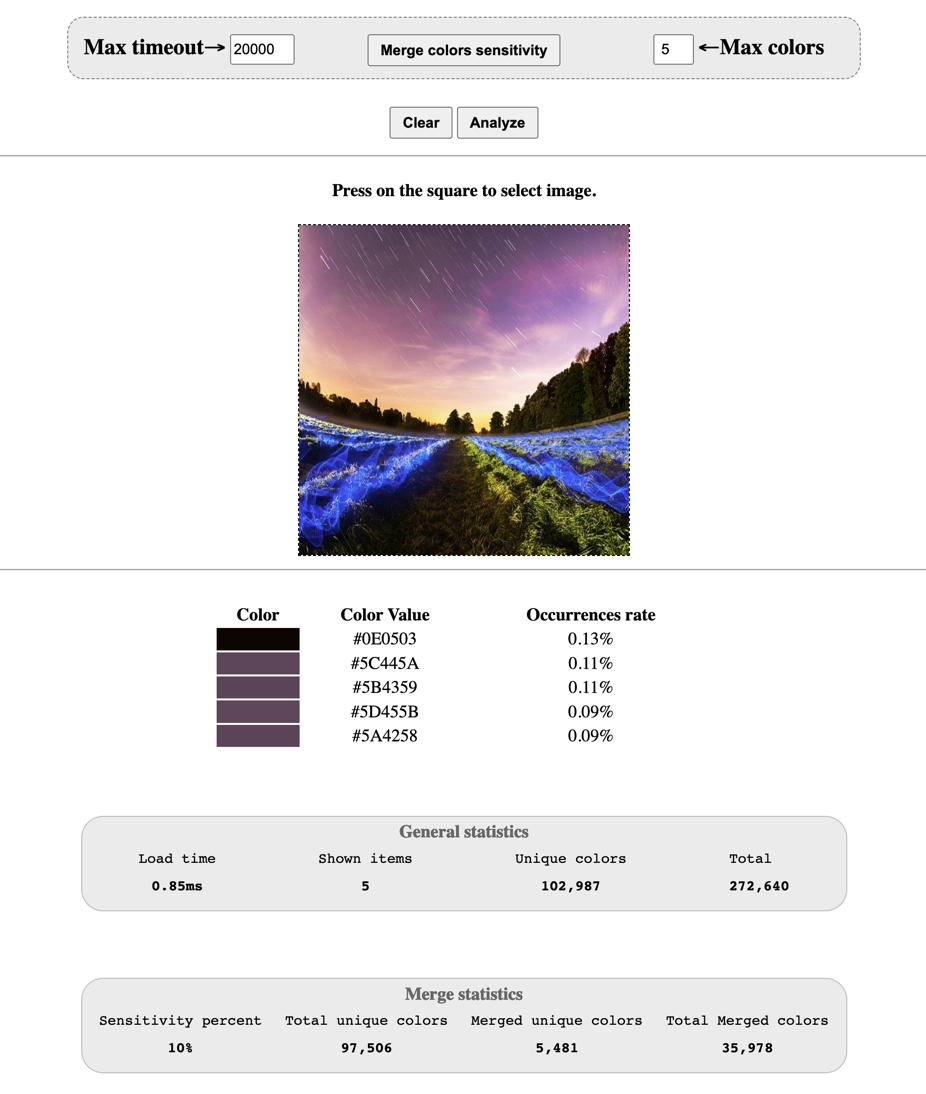 Max timeout→ 20000 Merge colors sensitivity 5 ←Max colors
Clear Analyze
Press on the square to select image.
Color Color Value Occurrences rate
#0E0503 0.13%
#5C445A 0.11%
#5B4359 0.11%
#5D455B 0.09%
#5A4258 0.09%
General statistics
Load time Shown items Unique colors Total
0.85ms 5 102,987 272,640
Merge statistics
Sensitivity percent Total unique colors Merged unique colors Total Merged colors
10% 97,506 5,481 35,978